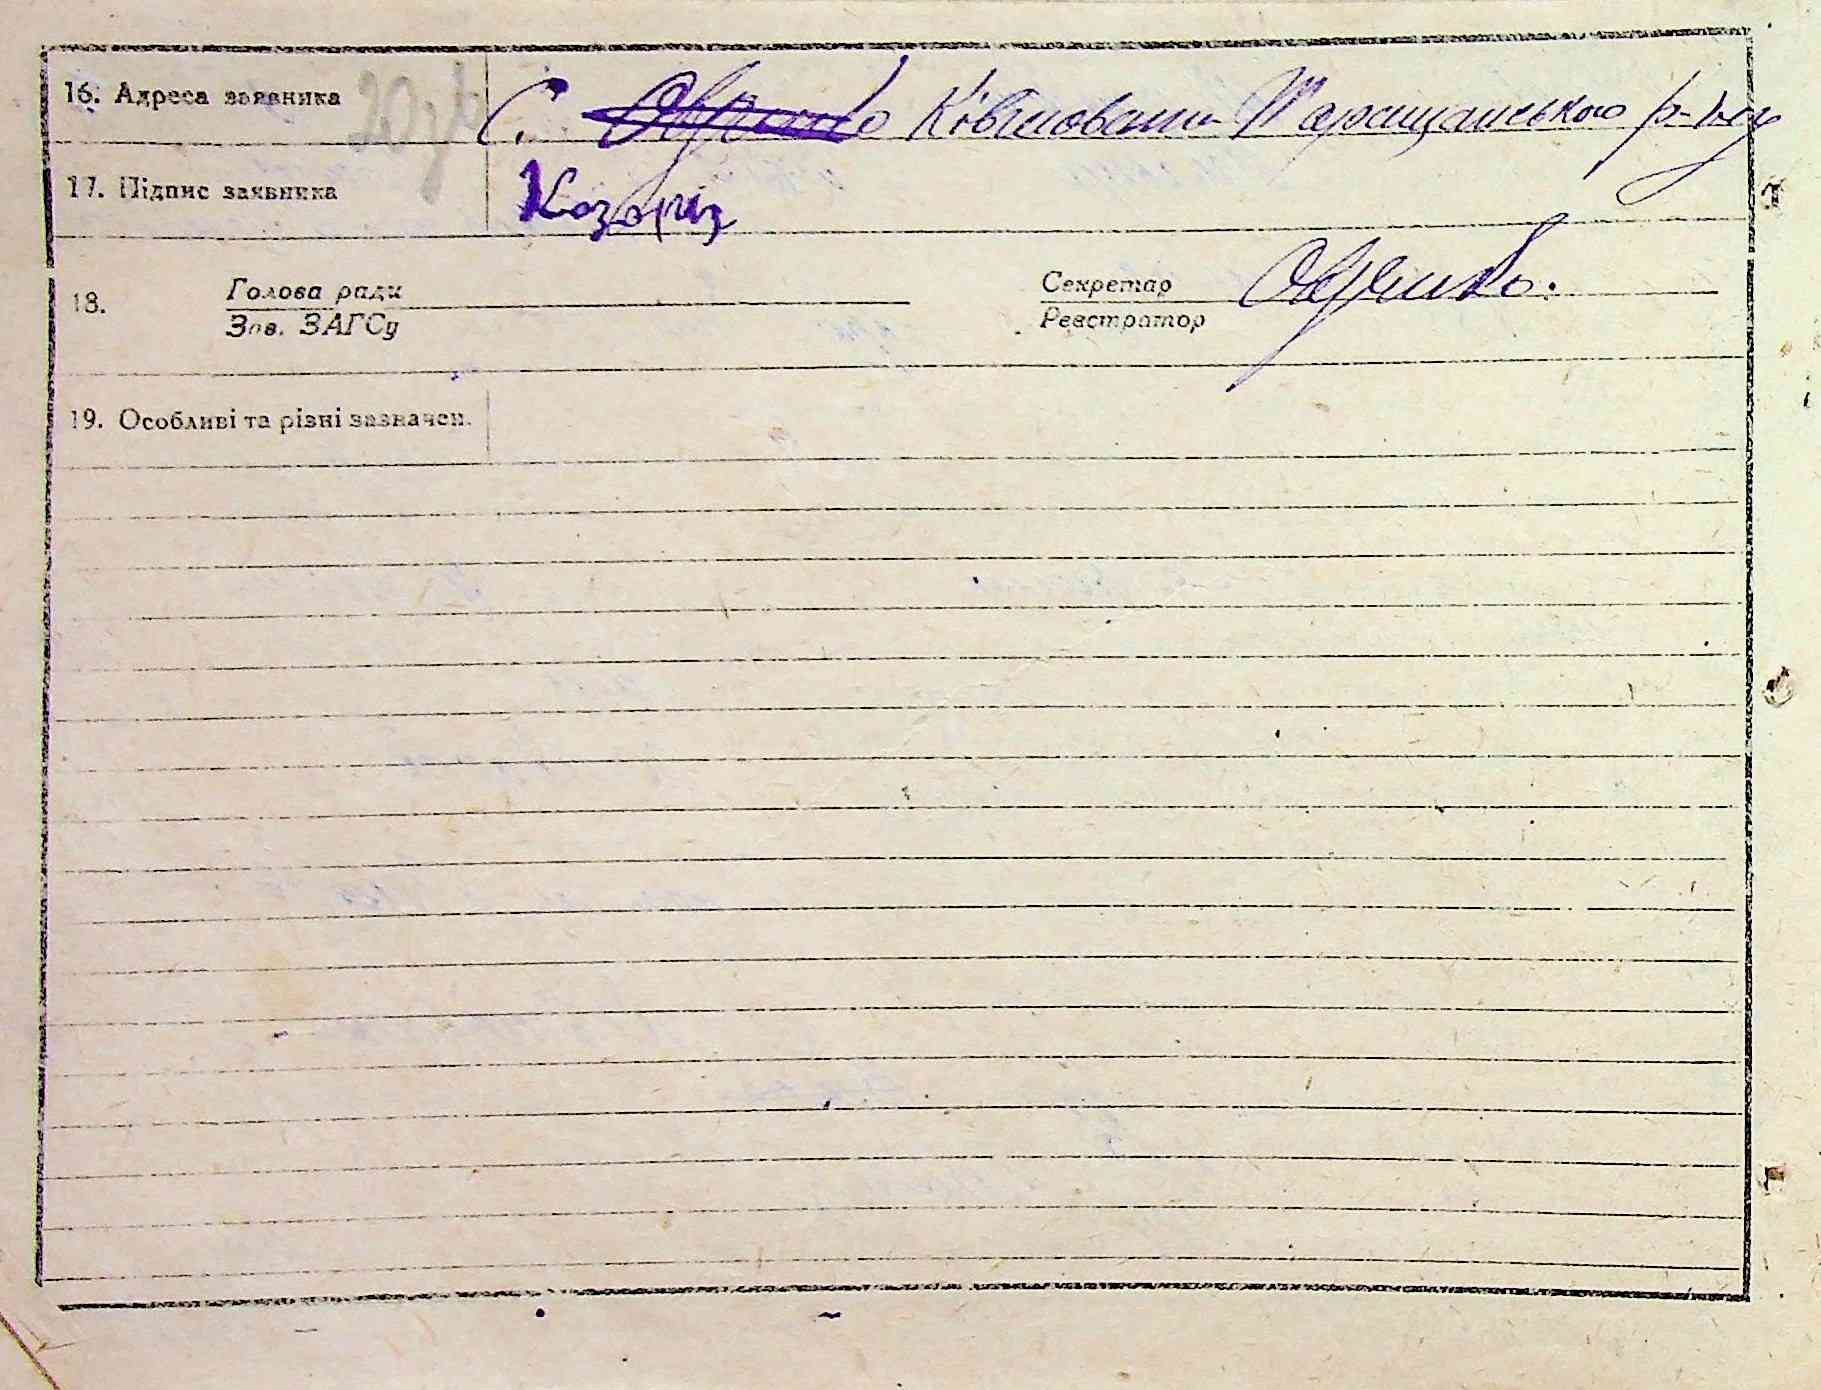 16. Адреса заявника С. Ківшовати Таращанського р-ну
17. Підпис заявника Козоріз
18. Голова ради Секретар
Зав. ЗАГСу Реєстратор
19. Особливі та різні зазначен.